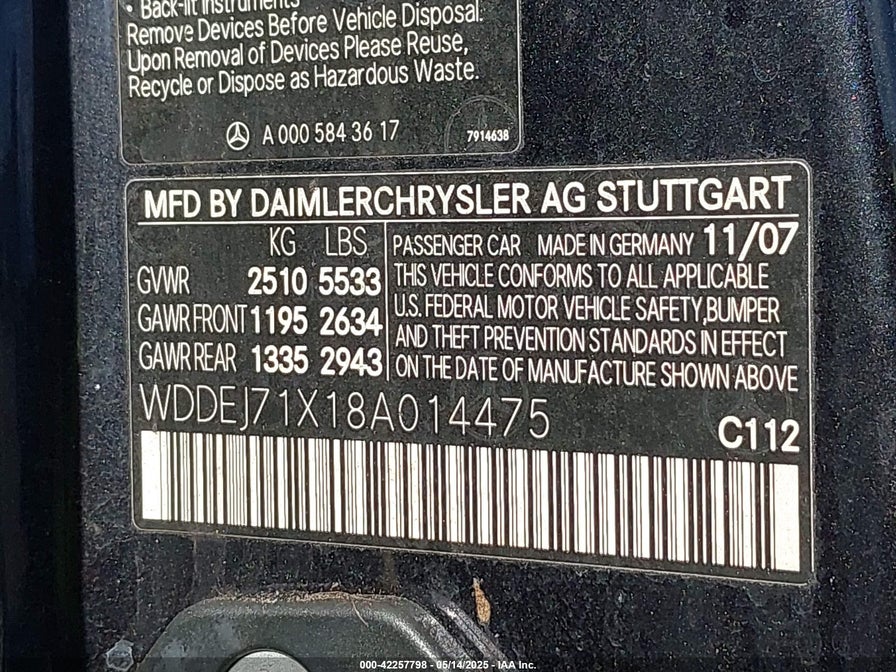 • Back-lit Instruments
Remove Devices Before Vehicle Disposal.
Upon Removal of Devices Please Reuse,
Recycle or Dispose as Hazardous Waste.
A 000 584 36 17
7914638
MFD BY DAIMLERCHRYSLER AG STUTTGART
KG LBS
GVWR 2510 5533
GAWR FRONT 1195 2634
GAWR REAR 1335 2943
PASSENGER CAR MADE IN GERMANY 11/07
THIS VEHICLE CONFORMS TO ALL APPLICABLE
U.S. FEDERAL MOTOR VEHICLE SAFETY,BUMPER
AND THEFT PREVENTION STANDARDS IN EFFECT
ON THE DATE OF MANUFACTURE SHOWN ABOVE
WDDEJ71X18A014475
C112
000-42257798 - 05/14/2025 - IAA Inc.